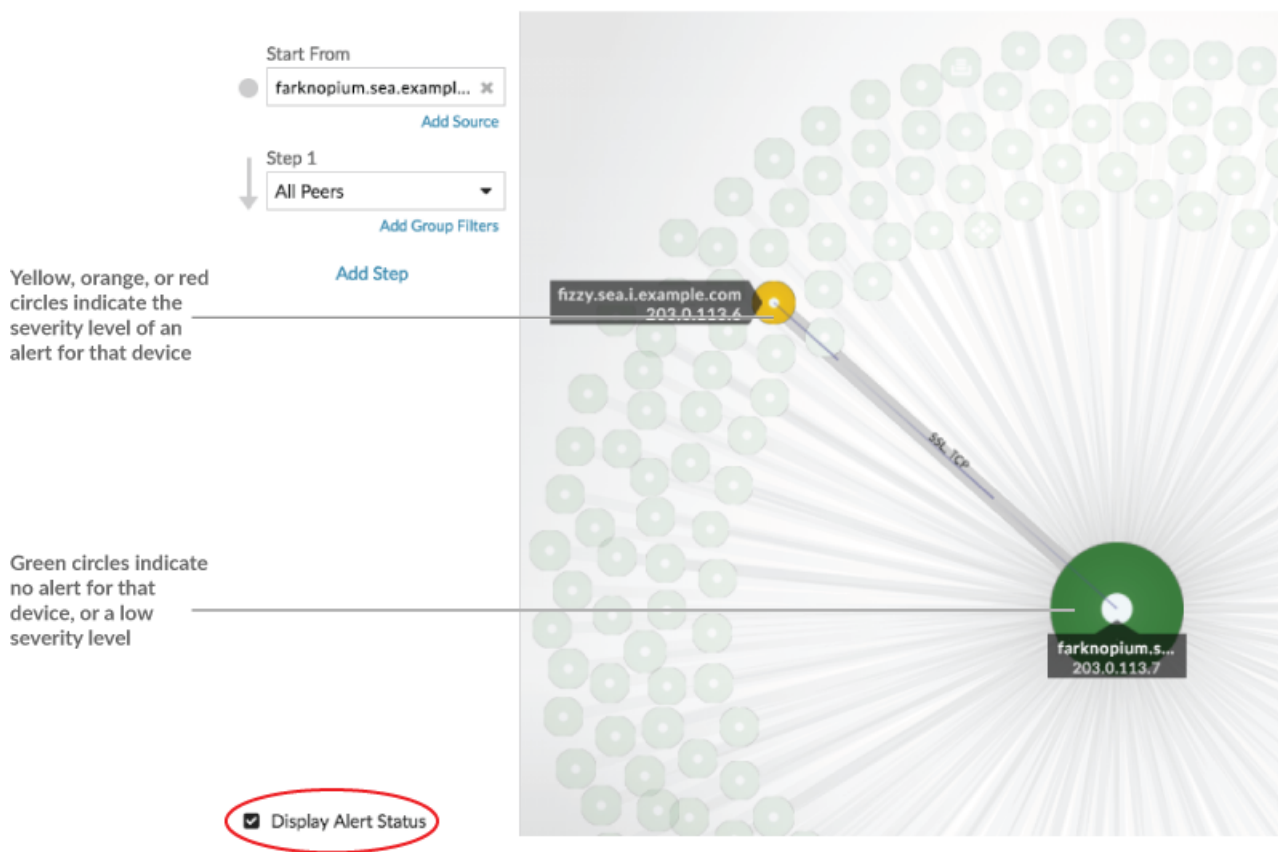 Start From
farknopium.sea.exampl...
Add Source
Step 1
All Peers
Add Group Filters
Add Step
Yellow, orange, or red
circles indicate the
severity level of an
alert for that device
fizzy.sea.i.example.com
203.0.113.6
SSL, TCP
Green circles indicate
no alert for that
device, or a low
severity level
farknopium.s...
203.0.113.7
Display Alert Status